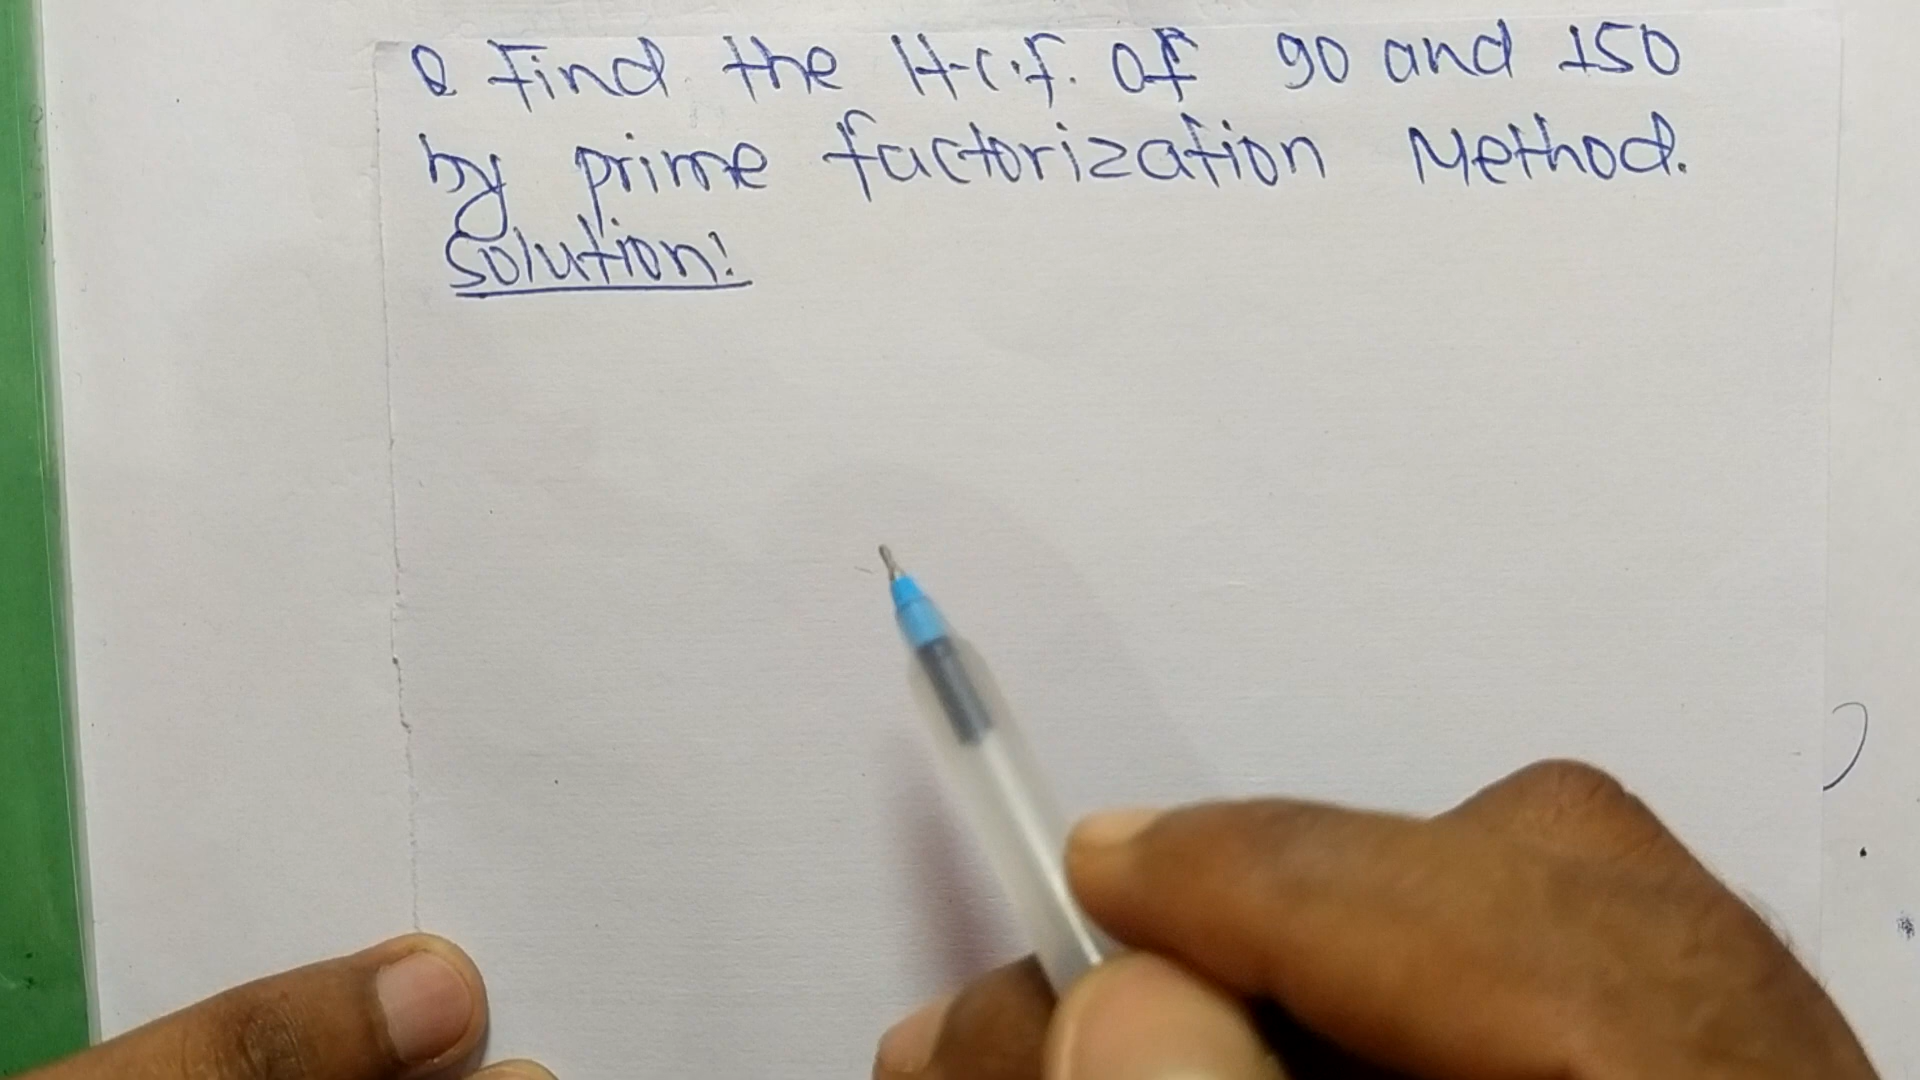 Q Find the H.C.f. of 90 and 150
by prime factorization Method.
Solution: